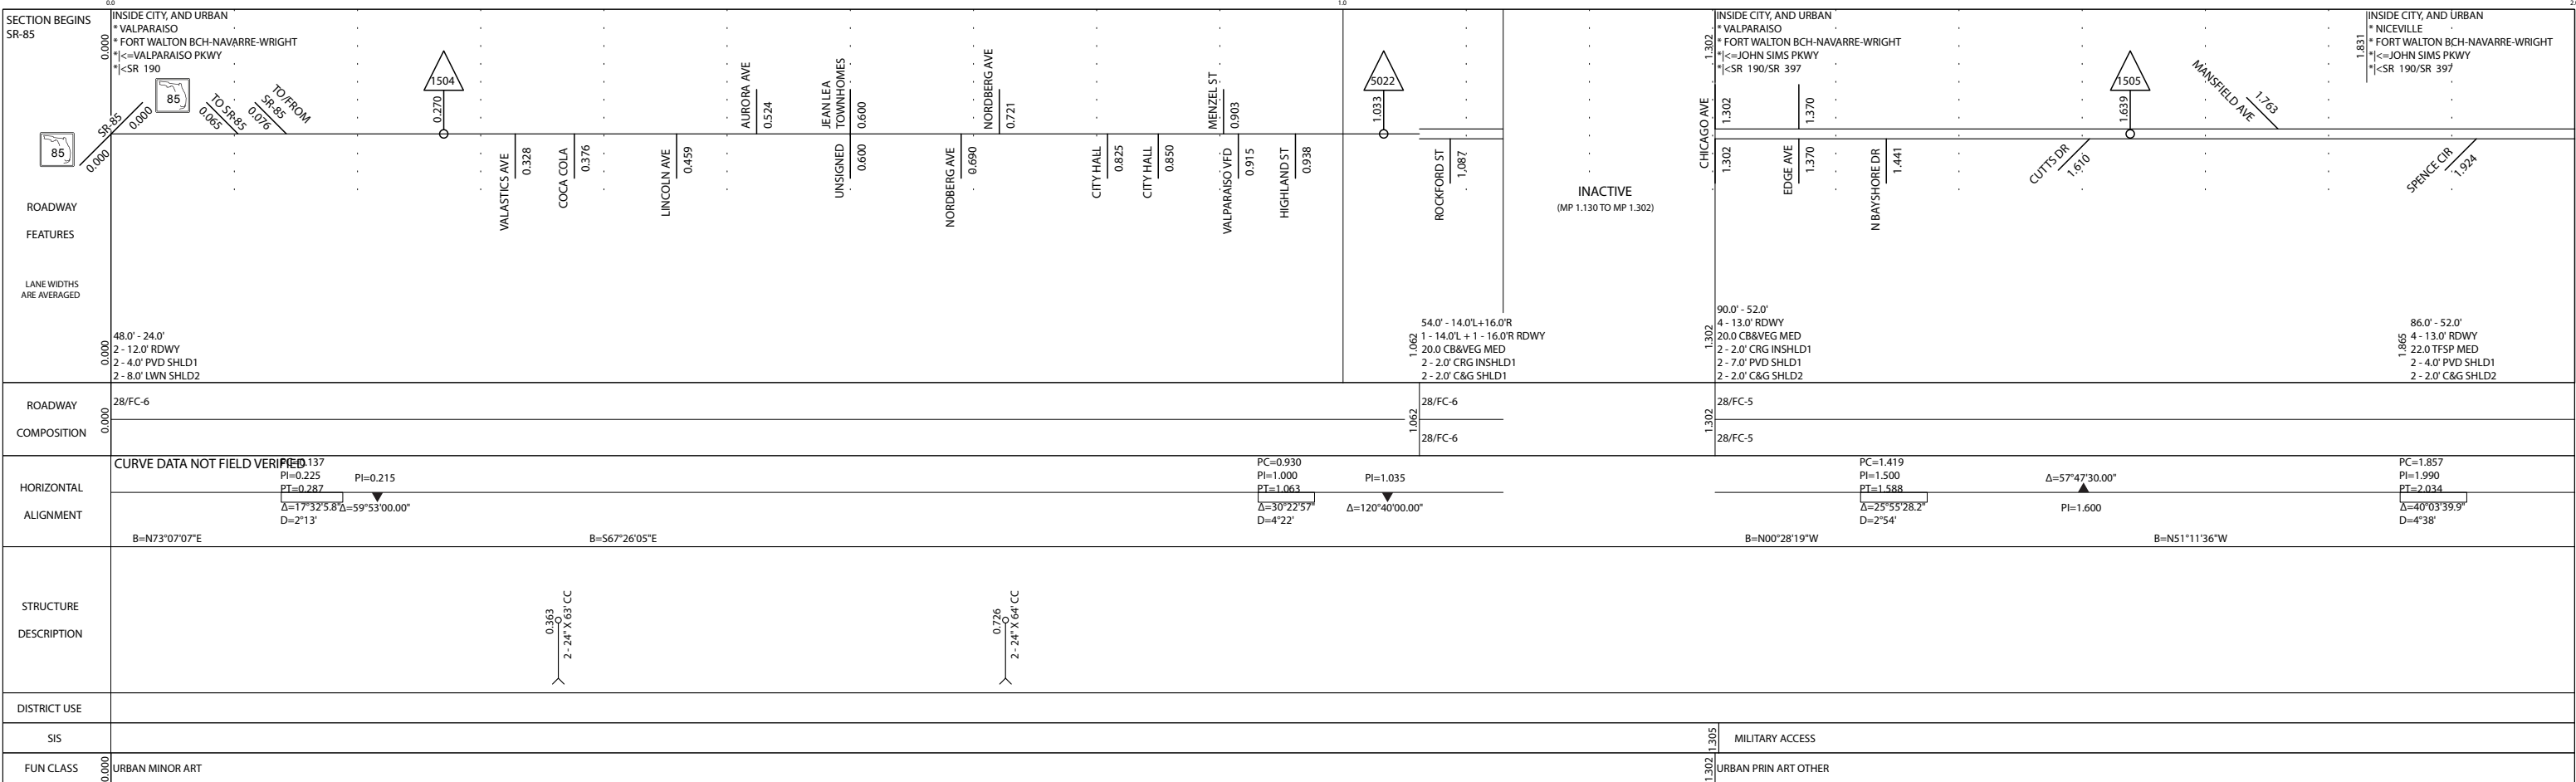 0.0
1.0
2.
SECTION BEGINS
SR-85
0.000
INSIDE CITY, AND URBAN
* VALPARAISO
* FORT WALTON BCH-NAVARRE-WRIGHT
*|<=VALPARAISO PKWY
*|<SR 190
85
85
SR-85
0.000
0.000
TO SR-85
0.065
TO/FROM
SR-85
0.076
1504
0.270
VALASTICS AVE
0.328
COCA COLA
0.376
LINCOLN AVE
0.459
AURORA AVE
0.524
JEAN LEA
TOWNHOMES
0.600
UNSIGNED
0.600
NORDBERG AVE
0.690
NORDBERG AVE
0.721
CITY HALL
0.825
CITY HALL
0.850
MENZEL ST
0.903
VALPARAISO VFD
0.915
HIGHLAND ST
0.938
5022
1.033
ROCKFORD ST
1.087
INACTIVE
(MP 1.130 TO MP 1.302)
1.302
INSIDE CITY, AND URBAN
* VALPARAISO
* FORT WALTON BCH-NAVARRE-WRIGHT
*|<=JOHN SIMS PKWY
*|<SR 190/SR 397
CHICAGO AVE
1.302
1.302
1.370
EDGE AVE
1.370
N BAYSHORE DR
1.441
CUTTS DR
1.610
1505
1.639
MANSFIELD AVE
1.763
1.831
INSIDE CITY, AND URBAN
* NICEVILLE
* FORT WALTON BCH-NAVARRE-WRIGHT
*|<=JOHN SIMS PKWY
*|<SR 190/SR 397
SPENCE CIR
1.924
ROADWAY
FEATURES
LANE WIDTHS
ARE AVERAGED
0.000
48.0' - 24.0'
2 - 12.0' RDWY
2 - 4.0' PVD SHLD1
2 - 8.0' LWN SHLD2
1.062
54.0' - 14.0'L+16.0'R
1 - 14.0'L + 1 - 16.0'R RDWY
20.0 CB&VEG MED
2 - 2.0' CRG INSHLD1
2 - 2.0' C&G SHLD1
1.302
90.0' - 52.0'
4 - 13.0' RDWY
20.0 CB&VEG MED
2 - 2.0' CRG INSHLD1
2 - 7.0' PVD SHLD1
2 - 2.0' C&G SHLD2
1.865
86.0' - 52.0'
4 - 13.0' RDWY
22.0 TFSP MED
2 - 4.0' PVD SHLD1
2 - 2.0' C&G SHLD2
ROADWAY
COMPOSITION
0.000
28/FC-6
1.062
28/FC-6
28/FC-6
1.302
28/FC-5
28/FC-5
HORIZONTAL
ALIGNMENT
CURVE DATA NOT FIELD VERIFIED
PC=0.137
PI=0.225
PT=0.287
Δ=17°32'5.8"
D=2°13'
PI=0.215
Δ=59°53'00.00"
B=N73°07'07"E
B=S67°26'05"E
PC=0.930
PI=1.000
PT=1.063
Δ=30°22'57"
D=4°22'
PI=1.035
Δ=120°40'00.00"
B=N00°28'19"W
PC=1.419
PI=1.500
PT=1.588
Δ=25°55'28.2"
D=2°54'
Δ=57°47'30.00"
PI=1.600
B=N51°11'36"W
PC=1.857
PI=1.990
PT=2.034
Δ=40°03'39.9"
D=4°38'
STRUCTURE
DESCRIPTION
0.363
2 - 24" X 63' CC
0.726
2 - 24" X 64' CC
DISTRICT USE
SIS
1.305
MILITARY ACCESS
FUN CLASS
0.000
URBAN MINOR ART
1.302
URBAN PRIN ART OTHER